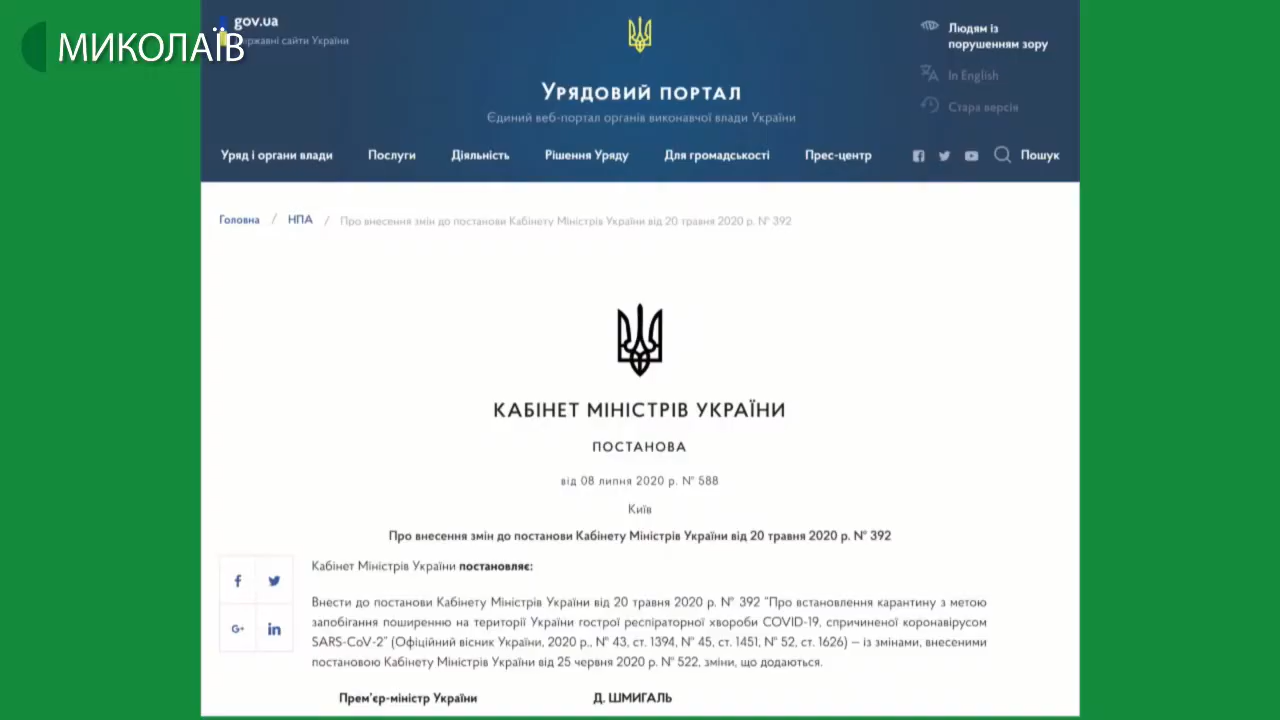 МИКОЛАЇВ
gov.ua
державні сайти України
Людям із
порушенням зору
In English
Стара версія
Урядовий портал
Єдиний веб-портал органів виконавчої влади України
Уряд і органи влади Послуги Діяльність Рішення Уряду Для громадськості Прес-центр Пошук
Головна / НПА / Про внесення змін до постанови Кабінету Міністрів України від 20 травня 2020 р. № 392
КАБІНЕТ МІНІСТРІВ УКРАЇНИ
ПОСТАНОВА
від 08 липня 2020 р. № 588
Київ
Про внесення змін до постанови Кабінету Міністрів України від 20 травня 2020 р. № 392
Кабінет Міністрів України постановляє:
Внести до постанови Кабінету Міністрів України від 20 травня 2020 р. № 392 "Про встановлення карантину з метою
запобігання поширенню на території України гострої респіраторної хвороби COVID-19, спричиненої коронавірусом
SARS-CoV-2" (Офіційний вісник України, 2020 р., № 43, ст. 1394, № 45, ст. 1451, № 52, ст. 1626) — із змінами, внесеними
постановою Кабінету Міністрів України від 25 червня 2020 р. № 522, зміни, що додаються.
Прем'єр-міністр України Д. ШМИГАЛЬ